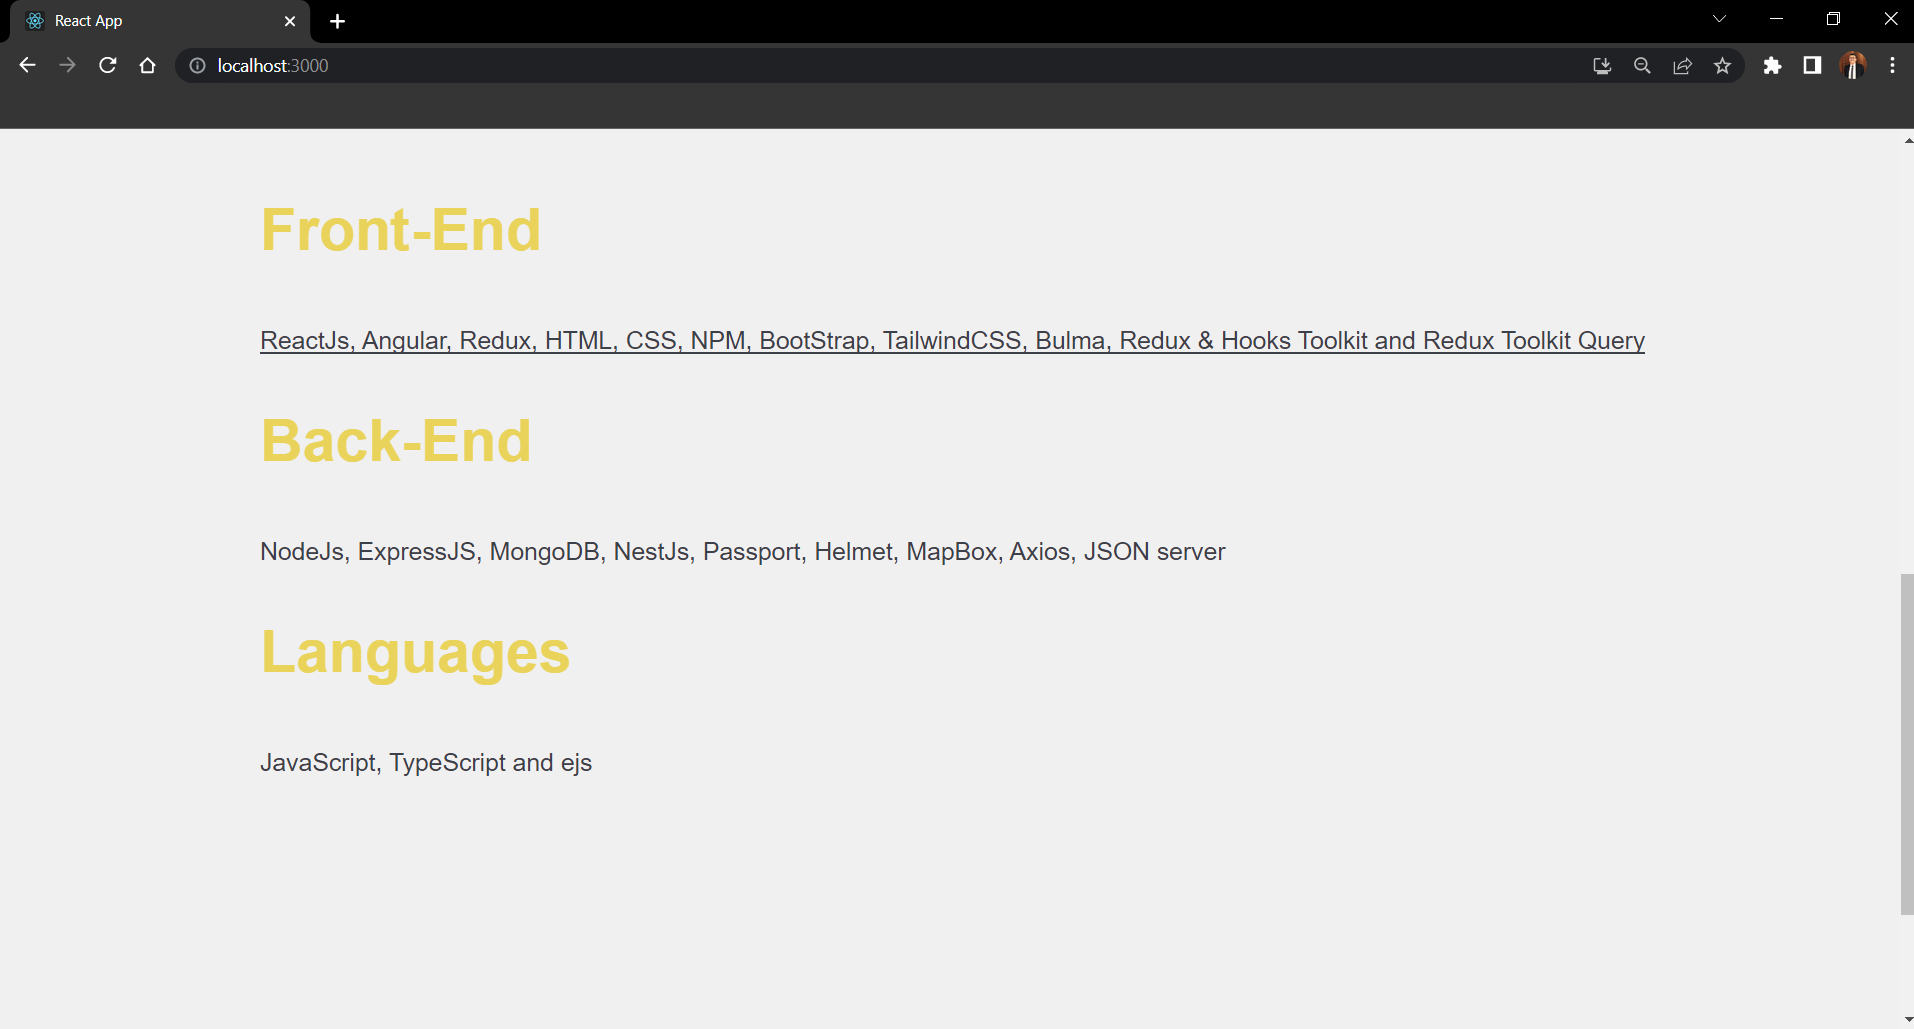 React App
localhost:3000
Front-End
ReactJs, Angular, Redux, HTML, CSS, NPM, BootStrap, TailwindCSS, Bulma, Redux & Hooks Toolkit and Redux Toolkit Query
Back-End
NodeJs, ExpressJS, MongoDB, NestJs, Passport, Helmet, MapBox, Axios, JSON server
Languages
JavaScript, TypeScript and ejs